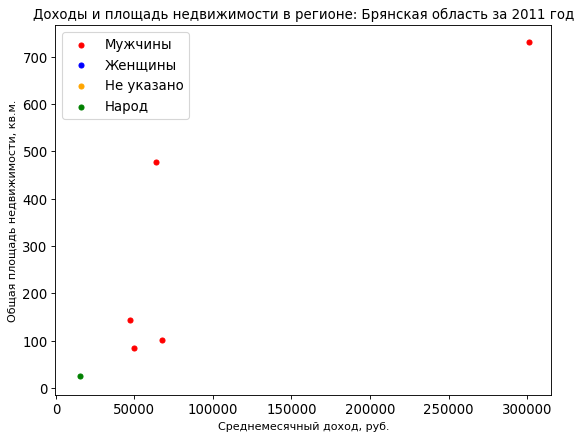 Доходы и площадь недвижимости в регионе: Брянская область за 2011 год
Мужчины
Женщины
Не указано
Народ
Общая площадь недвижимости, кв.м.
700
600
500
400
300
200
100
0
0 50000 100000 150000 200000 250000 300000
Среднемесячный доход, руб.